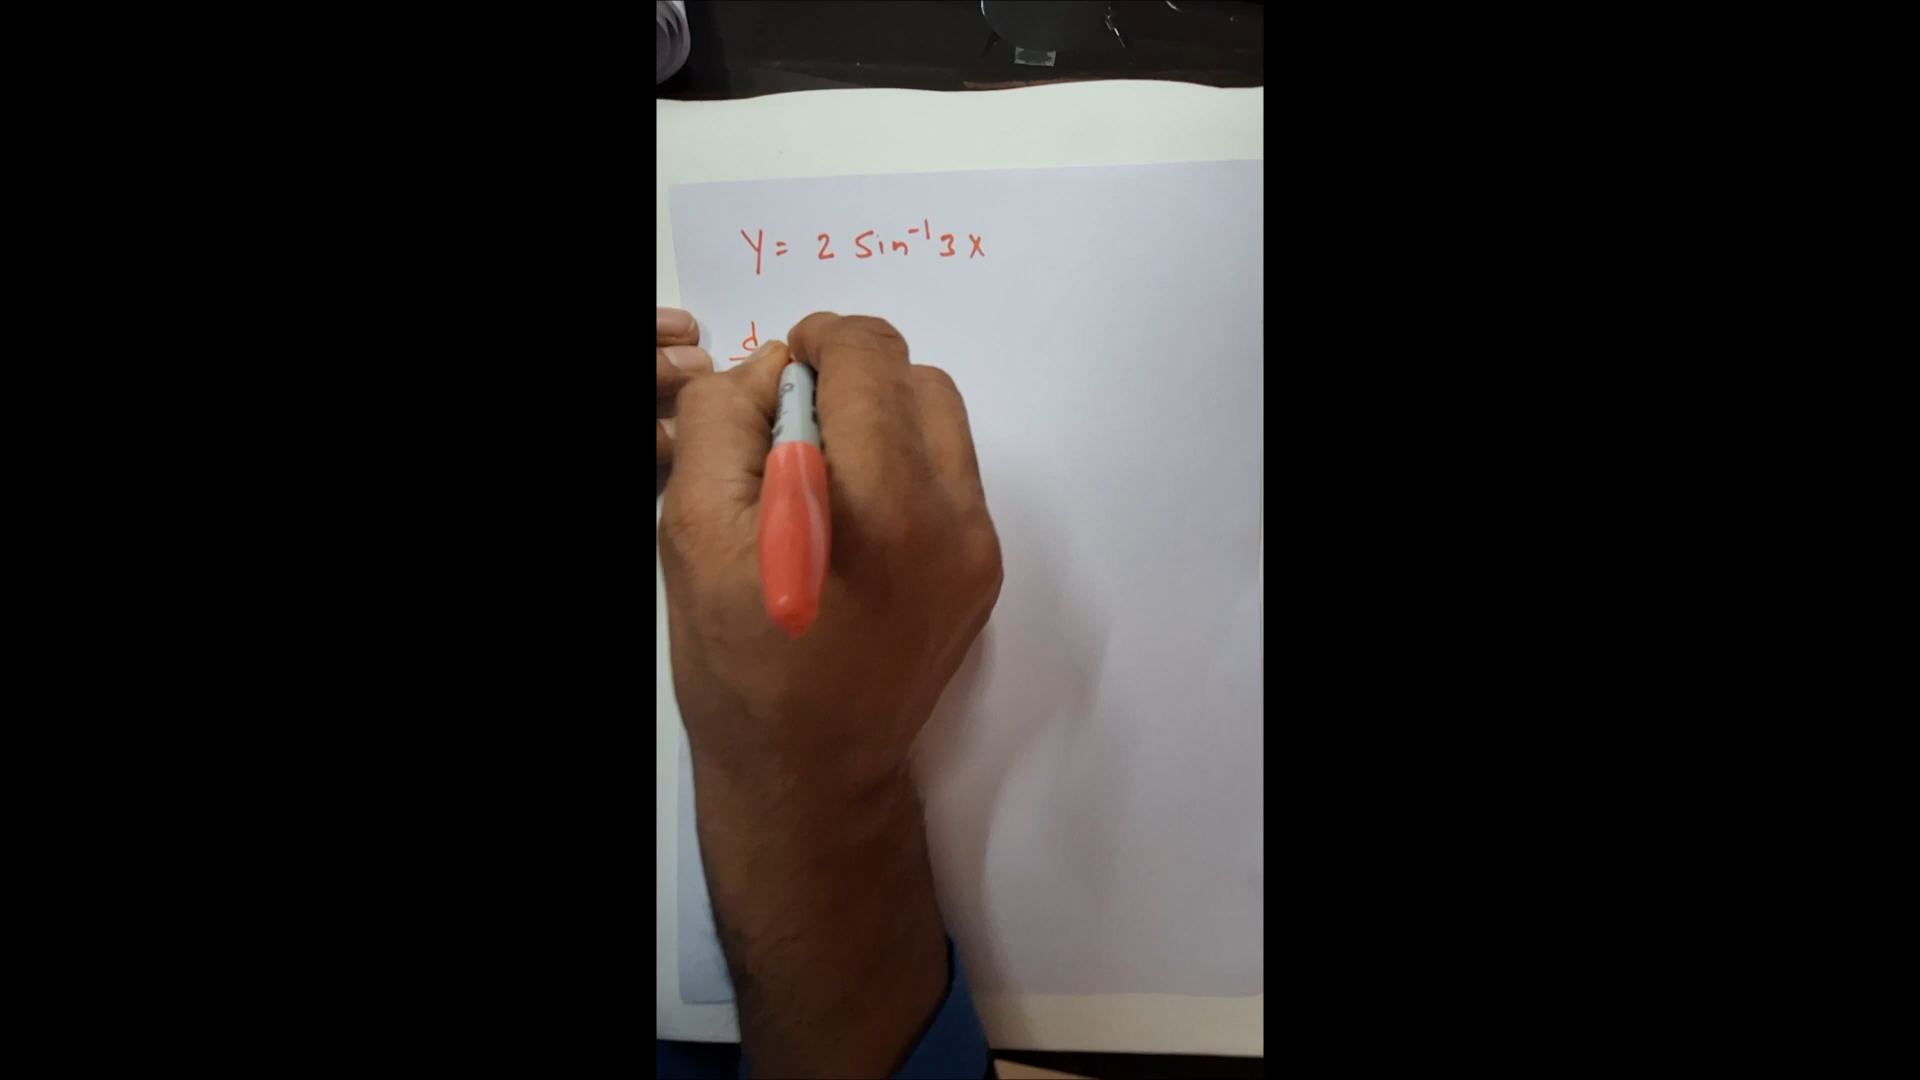 Y = 2 Sin⁻¹ 3x
d